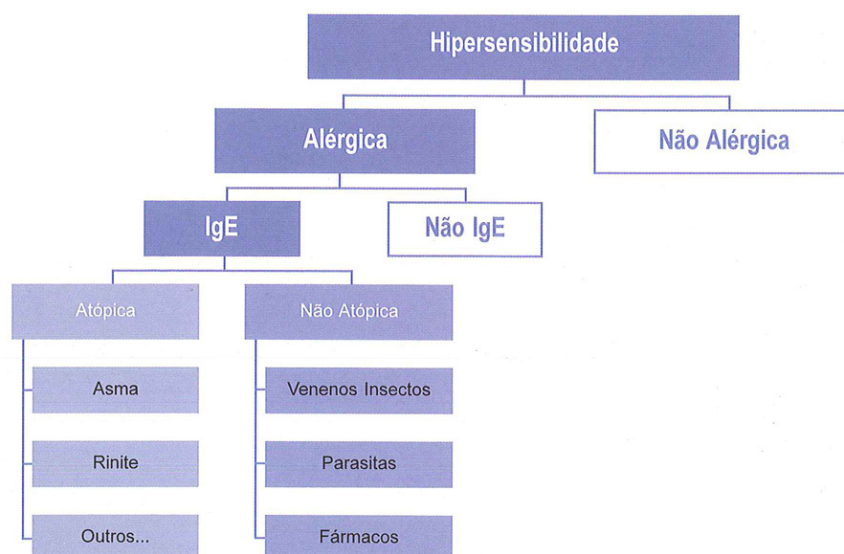 Hipersensibilidade
Alérgica
Não Alérgica
IgE
Não IgE
Atópica
Não Atópica
Asma
Venenos Insectos
Rinite
Parasitas
Outros...
Fármacos